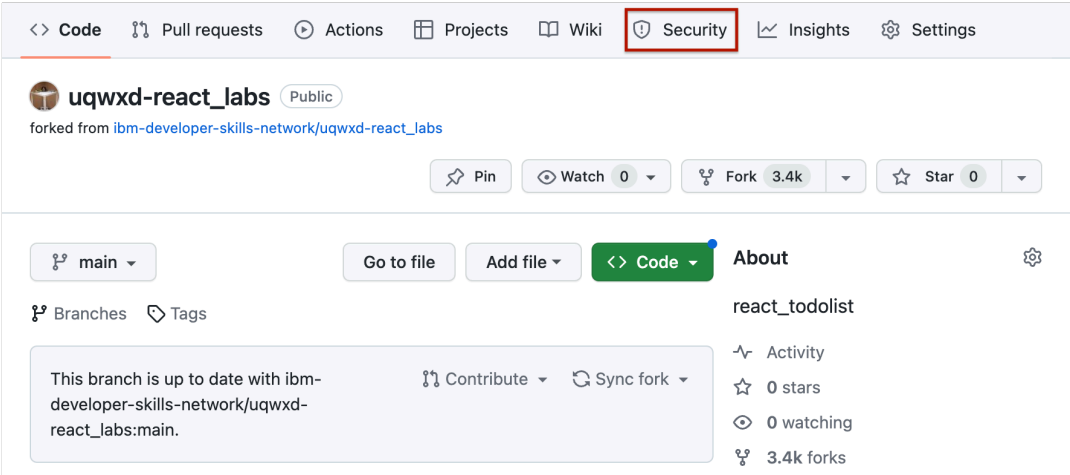 Code Pull requests Actions Projects Wiki Security Insights Settings
uqwxd-react_labs Public
forked from ibm-developer-skills-network/uqwxd-react_labs
Pin Watch 0 Fork 3.4k Star 0
main Go to file Add file Code
Branches Tags
This branch is up to date with ibm-
developer-skills-network/uqwxd-
react_labs:main.
Contribute Sync fork
About
react_todolist
Activity
0 stars
0 watching
3.4k forks